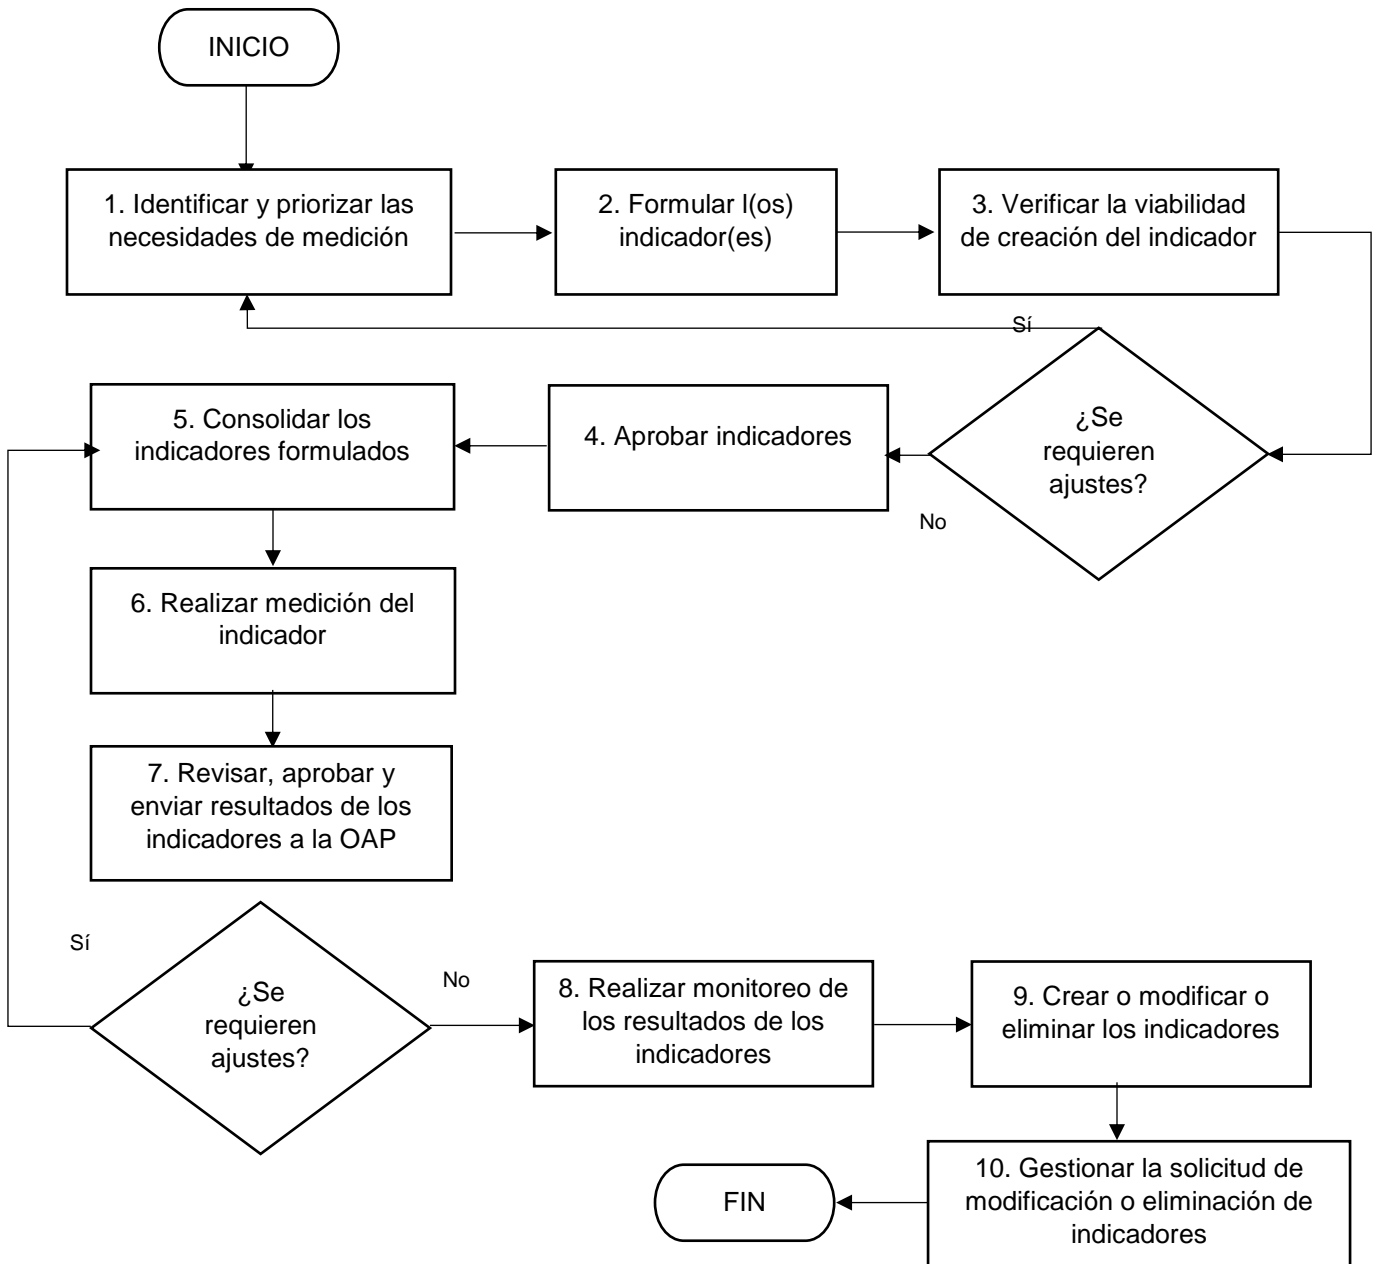 INICIO
1. Identificar y priorizar las
necesidades de medición
2. Formular l(os)
indicador(es)
3. Verificar la viabilidad
de creación del indicador
Sí
¿Se
requieren
ajustes?
No
4. Aprobar indicadores
5. Consolidar los
indicadores formulados
6. Realizar medición del
indicador
7. Revisar, aprobar y
enviar resultados de los
indicadores a la OAP
Sí
¿Se
requieren
ajustes?
No
8. Realizar monitoreo de
los resultados de los
indicadores
9. Crear o modificar o
eliminar los indicadores
10. Gestionar la solicitud de
modificación o eliminación de
indicadores
FIN